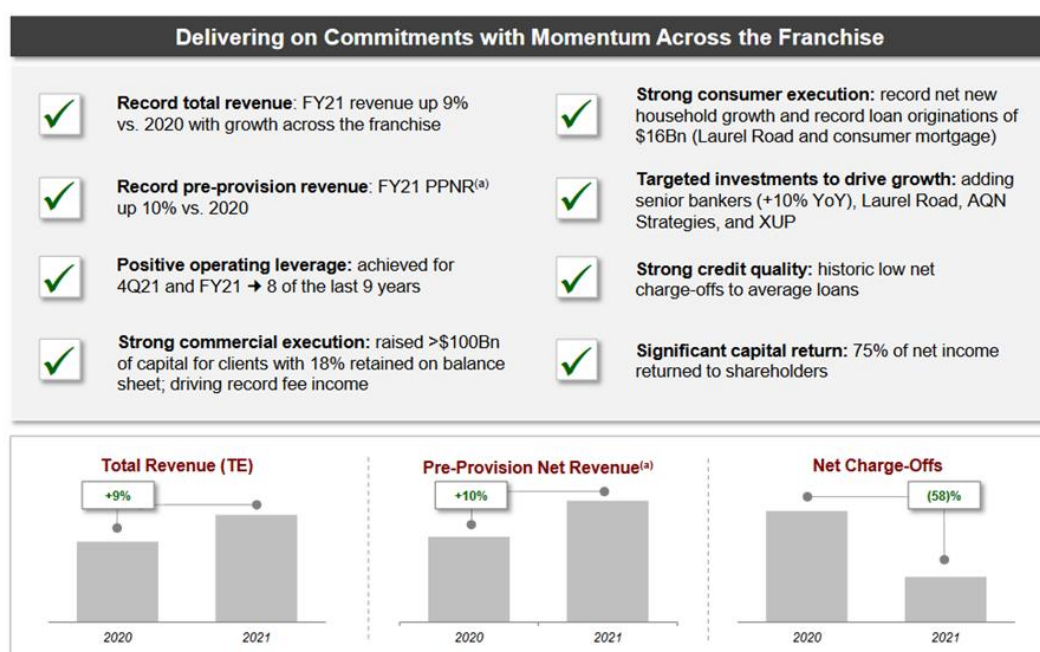 Delivering on Commitments with Momentum Across the Franchise
Record total revenue: FY21 revenue up 9%
vs. 2020 with growth across the franchise
Record pre-provision revenue: FY21 PPNR(a)
up 10% vs. 2020
Positive operating leverage: achieved for
4Q21 and FY21 → 8 of the last 9 years
Strong commercial execution: raised >$100Bn
of capital for clients with 18% retained on balance
sheet; driving record fee income
Strong consumer execution: record net new
household growth and record loan originations of
$16Bn (Laurel Road and consumer mortgage)
Targeted investments to drive growth: adding
senior bankers (+10% YoY), Laurel Road, AQN
Strategies, and XUP
Strong credit quality: historic low net
charge-offs to average loans
Significant capital return: 75% of net income
returned to shareholders
Total Revenue (TE)
+9%
2020 2021
Pre-Provision Net Revenue(a)
+10%
2020 2021
Net Charge-Offs
(58)%
2020 2021